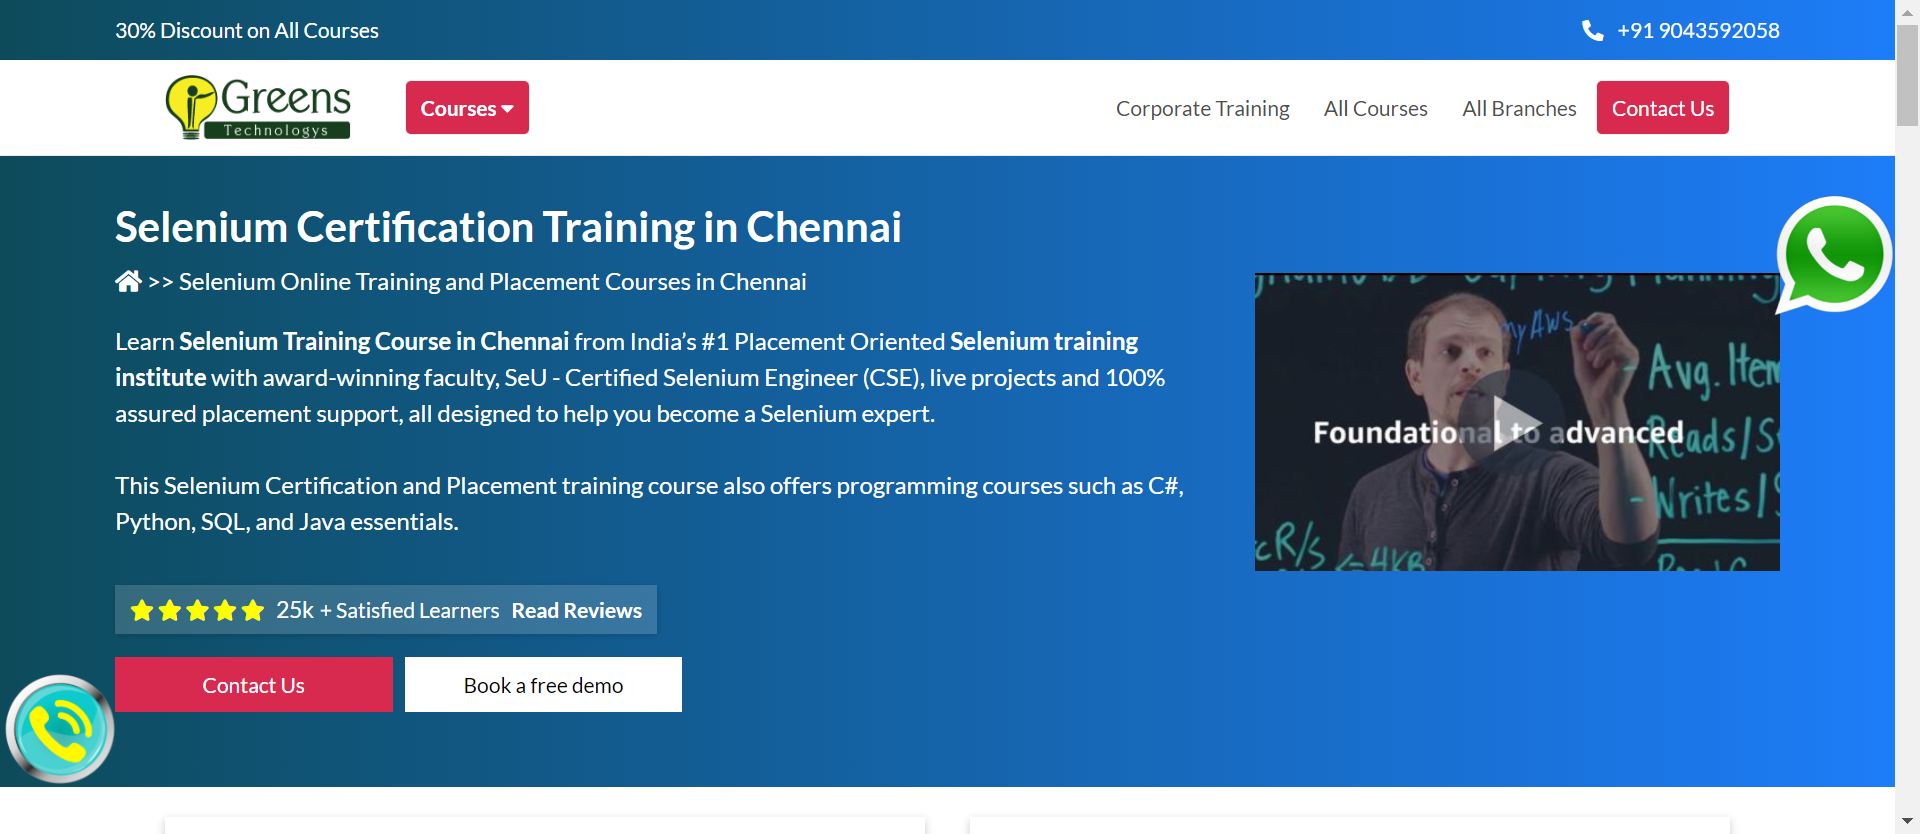 30% Discount on All Courses
+91 9043592058
Greens
Technologys
Courses
Corporate Training
All Courses
All Branches
Contact Us
Selenium Certification Training in Chennai
>> Selenium Online Training and Placement Courses in Chennai
Learn Selenium Training Course in Chennai from India’s #1 Placement Oriented Selenium training
institute with award-winning faculty, SeU - Certified Selenium Engineer (CSE), live projects and 100%
assured placement support, all designed to help you become a Selenium expert.
This Selenium Certification and Placement training course also offers programming courses such as C#,
Python, SQL, and Java essentials.
myAws
Avg. Item
Foundational to advanced
Reads/S
- Writes/S
cR/s <=4KB
25k + Satisfied Learners Read Reviews
Contact Us
Book a free demo